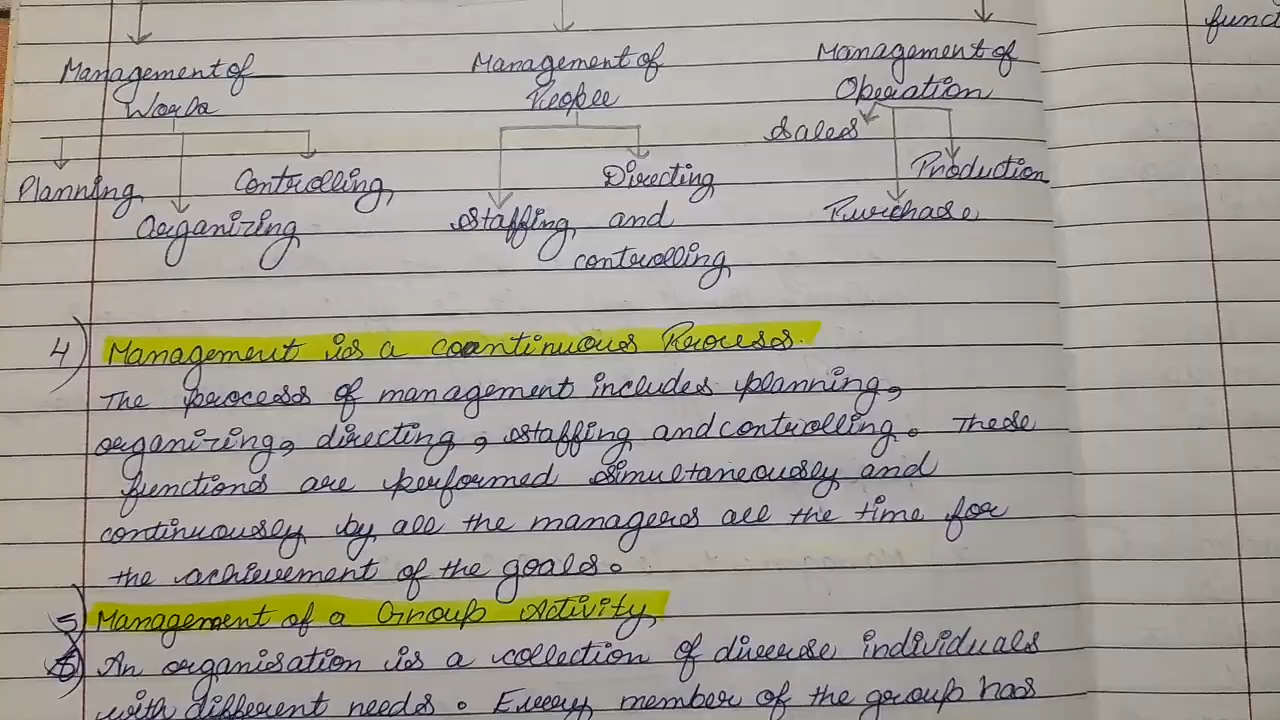 func
Management of
Works
Management of
People
Management of
Operation
Planning
Organizing
Controlling
Staffing
Directing
and
controlling
Sales
Purchase
Production
4) Management is a continuous Process.
The process of management includes planning,
organizing, directing, staffing and controlling. These
functions are performed simultaneously and
continuously by all the managers all the time for
the achievement of the goals.
5) Management of a Group Activity
6) An organisation is a collection of diverse individuals
with different needs. Every member of the group has